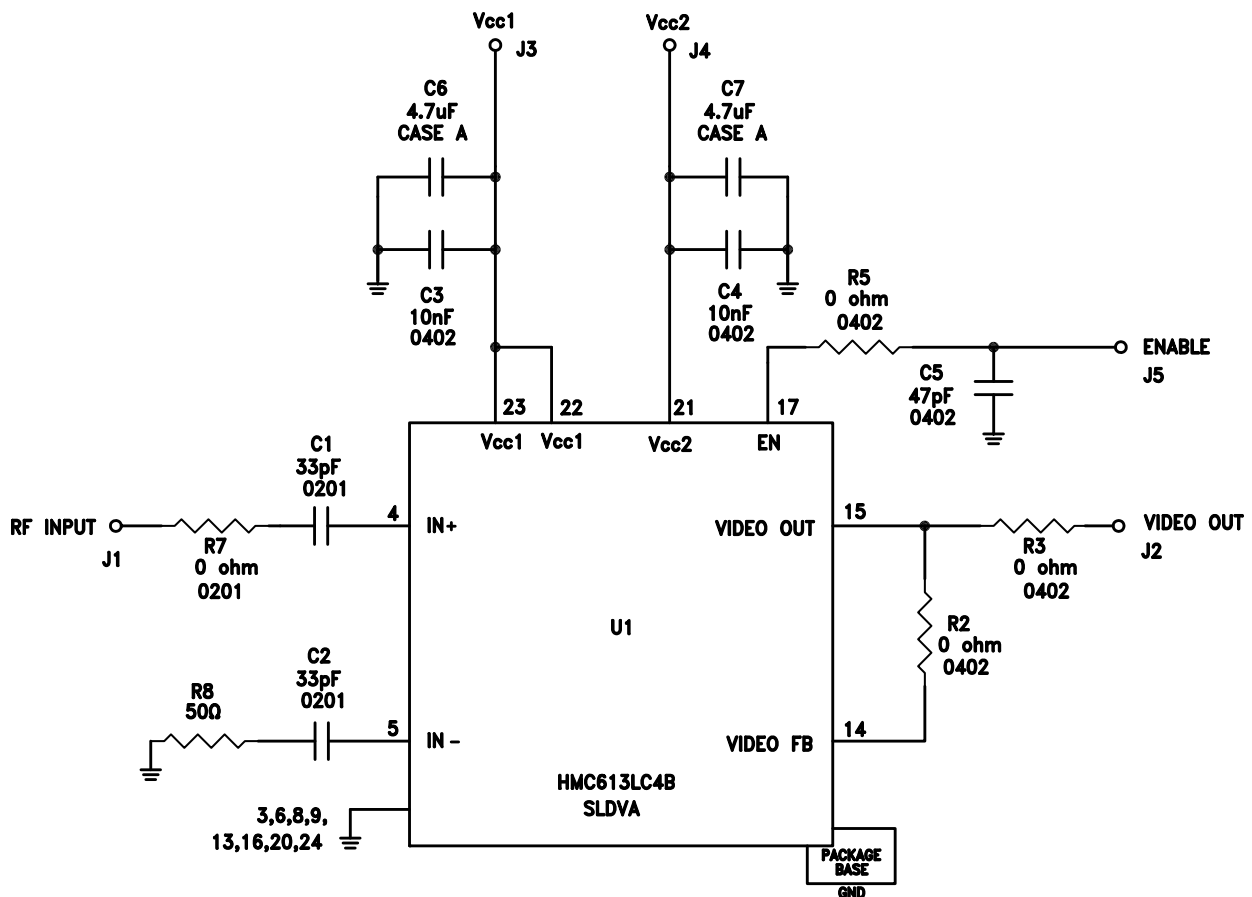 Vcc1
J3
Vcc2
J4
C6
4.7uF
CASE A
C7
4.7uF
CASE A
C3
10nF
0402
C4
10nF
0402
R5
0 ohm
0402
ENABLE
J5
C5
47pF
0402
23
22
21
17
Vcc1
Vcc1
Vcc2
EN
C1
33pF
0201
RF INPUT
J1
R7
0 ohm
0201
4
IN+
VIDEO OUT
15
R3
0 ohm
0402
VIDEO OUT
J2
U1
R2
0 ohm
0402
C2
33pF
0201
R8
50Ω
5
IN-
VIDEO FB
14
HMC613LC4B
SLDVA
3,6,8,9,
13,16,20,24
PACKAGE
BASE
GND